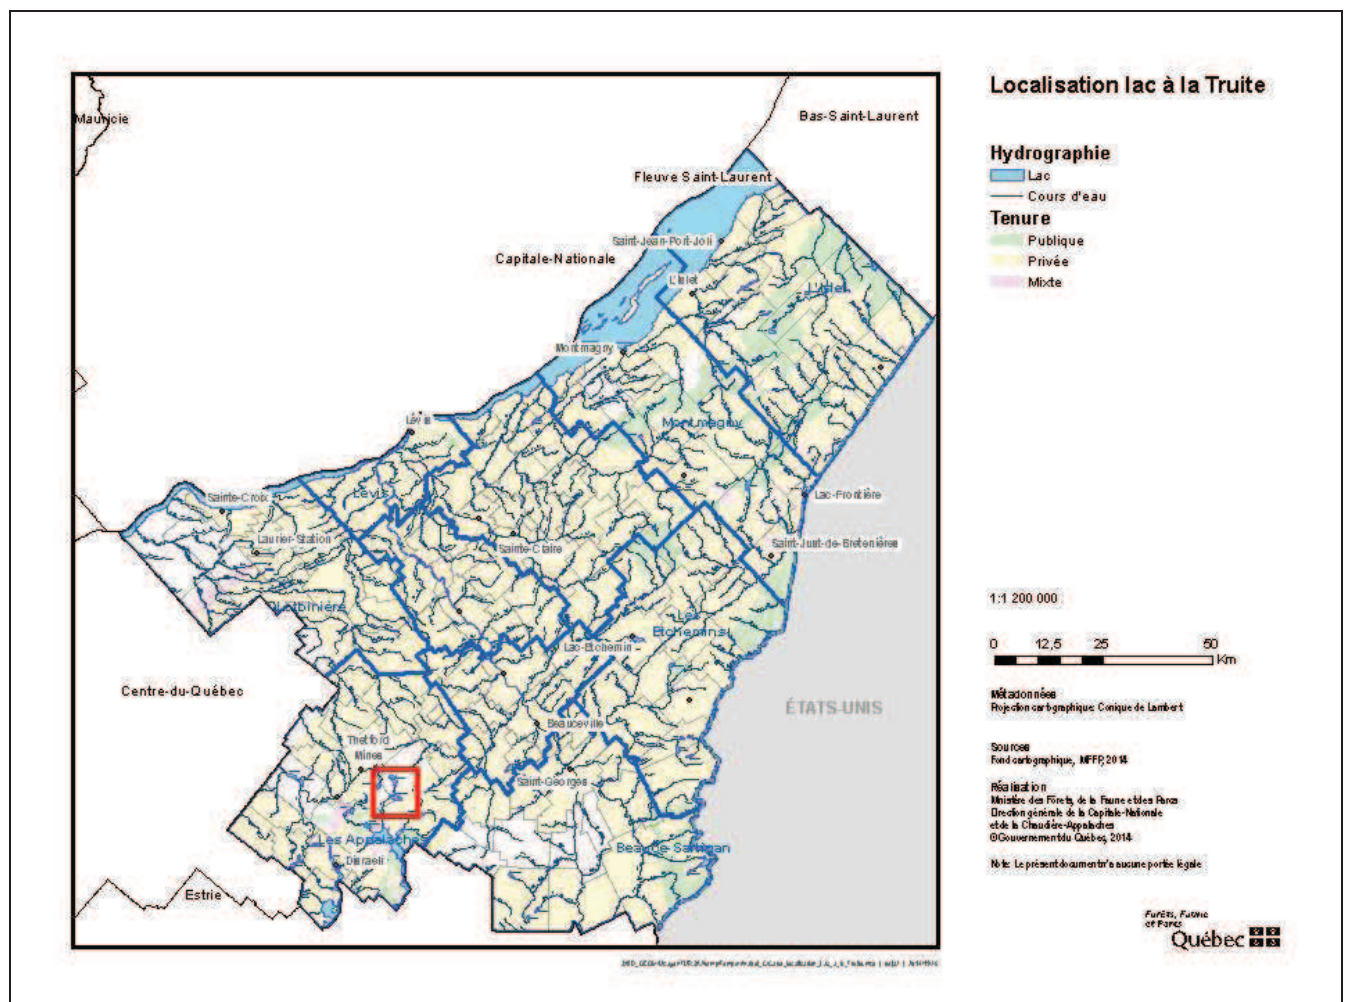 Localisation lac à la Truite
Mauricie
Bas-Saint-Laurent
Hydrographie
Lac
Cours d'eau
Tenure
Publique
Privée
Mixte
Fleuve Saint-Laurent
Saint-Jean-Port-Joli
Capitale-Nationale
L'Islet
L'Islet
Montmagny
Montmagny
Lévis
Lévis
Sainte-Croix
Lac-Frontière
Laurier-Station
Sainte-Claire
Saint-Just-de-Bretenières
Lotbinière
Les
Etchemins
Lac-Etchemin
Centre-du-Québec
ÉTATS-UNIS
Beauceville
Thetford
Mines
Saint-Georges
Les Appalaches
Beauce-Sartigan
Disraeli
Estrie
1:1 200 000
0 12,5 25 50
Km
Métadonnées
Projection cartographique: Conique de Lambert
Sources
Fond cartographique, MFFP, 2014
Réalisation
Ministère des Forêts, de la Faune et des Parcs
Direction générale de la Capitale-Nationale
et de la Chaudière-Appalaches
© Gouvernement du Québec, 2014
Note: Le présent document n'a aucune portée légale
Forêts, Faune
et Parcs
Québec